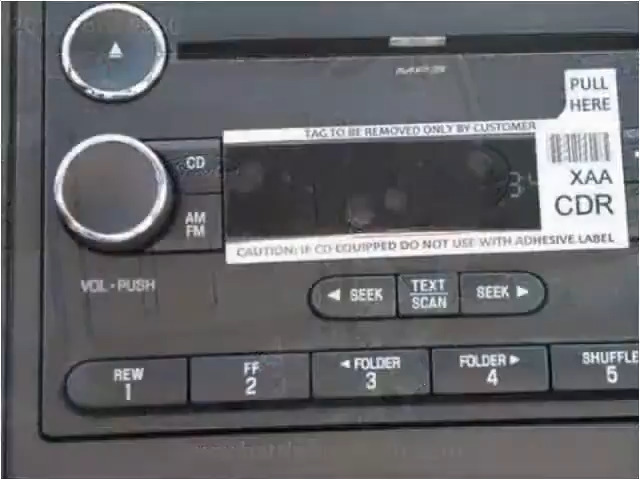 MP3
PULL
HERE
TAG TO BE REMOVED ONLY BY CUSTOMER
XAA
CDR
CD
AM
FM
CAUTION: IF CD EQUIPPED DO NOT USE WITH ADHESIVE LABEL
VOL • PUSH
◄ SEEK
TEXT
SCAN
SEEK ►
REW
1
FF
2
◄ FOLDER
3
FOLDER ►
4
SHUFFLE
5